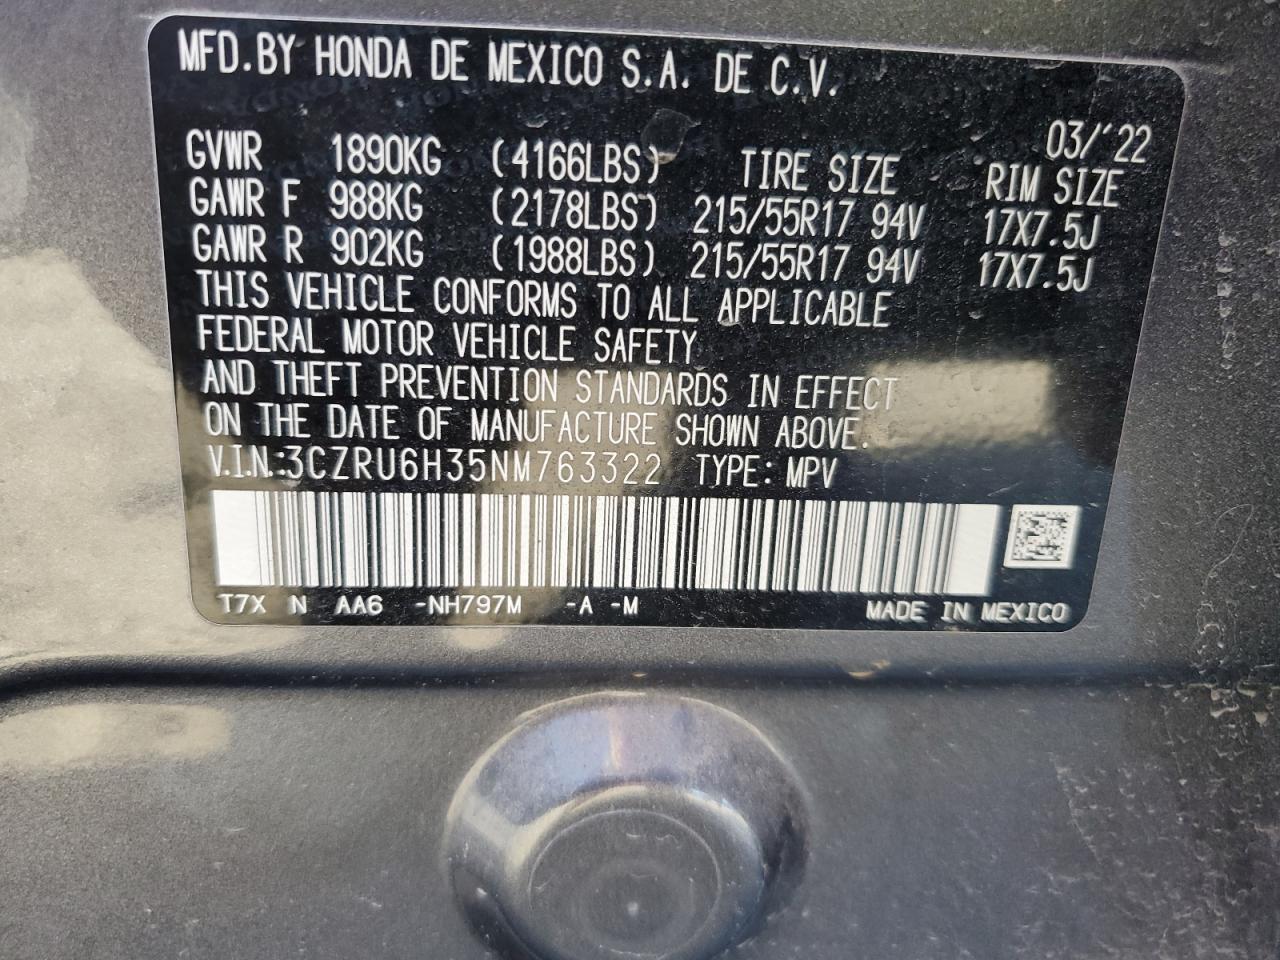 MFD.BY HONDA DE MEXICO S.A. DE C.V.
03/'22
GVWR 1890KG (4166LBS) TIRE SIZE RIM SIZE
GAWR F 988KG (2178LBS) 215/55R17 94V 17X7.5J
GAWR R 902KG (1988LBS) 215/55R17 94V 17X7.5J
THIS VEHICLE CONFORMS TO ALL APPLICABLE
FEDERAL MOTOR VEHICLE SAFETY
AND THEFT PREVENTION STANDARDS IN EFFECT
ON THE DATE OF MANUFACTURE SHOWN ABOVE.
V.I.N.:3CZRU6H35NM763322 TYPE: MPV
T7X N AA6 -NH797M -A -M MADE IN MEXICO